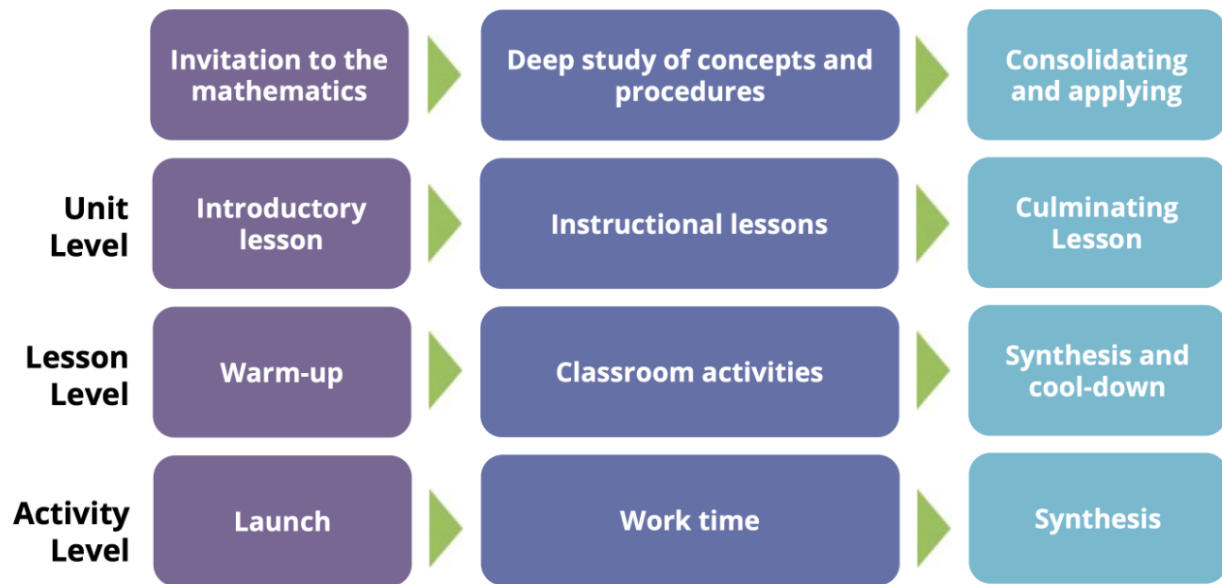 Invitation to the
mathematics
Deep study of concepts and
procedures
Consolidating
and applying
Unit
Level
Introductory
lesson
Instructional lessons
Culminating
Lesson
Lesson
Level
Warm-up
Classroom activities
Synthesis and
cool-down
Activity
Level
Launch
Work time
Synthesis